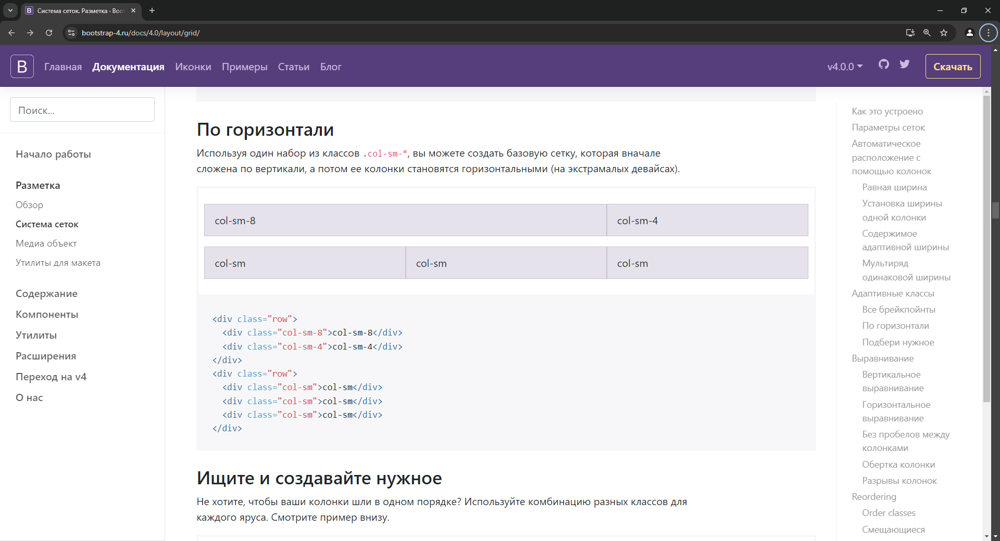 Система сеток. Разметка · Boo
bootstrap-4.ru/docs/4.0/layout/grid/
B
Главная
Документация
Иконки
Примеры
Статьи
Блог
v4.0.0
Скачать
Поиск...
Начало работы
Разметка
Обзор
Система сеток
Медиа объект
Утилиты для макета
Содержание
Компоненты
Утилиты
Расширения
Переход на v4
О нас
По горизонтали
Используя один набор из классов .col-sm-*, вы можете создать базовую сетку, которая вначале
сложена по вертикали, а потом ее колонки становятся горизонтальными (на экстрамалых девайсах).
col-sm-8
col-sm-4
col-sm
col-sm
col-sm
<div class="row">
  <div class="col-sm-8">col-sm-8</div>
  <div class="col-sm-4">col-sm-4</div>
</div>
<div class="row">
  <div class="col-sm">col-sm</div>
  <div class="col-sm">col-sm</div>
  <div class="col-sm">col-sm</div>
</div>
Ищите и создавайте нужное
Не хотите, чтобы ваши колонки шли в одном порядке? Используйте комбинацию разных классов для
каждого яруса. Смотрите пример внизу.
Как это устроено
Параметры сеток
Автоматическое
расположение с
помощью колонок
Равная ширина
Установка ширины
одной колонки
Содержимое
адаптивной ширины
Мультиряд
одинаковой ширины
Адаптивные классы
Все брейкпойнты
По горизонтали
Подбери нужное
Выравнивание
Вертикальное
выравнивание
Горизонтальное
выравнивание
Без пробелов между
колонками
Обертка колонки
Разрывы колонок
Reordering
Order classes
Смещающиеся